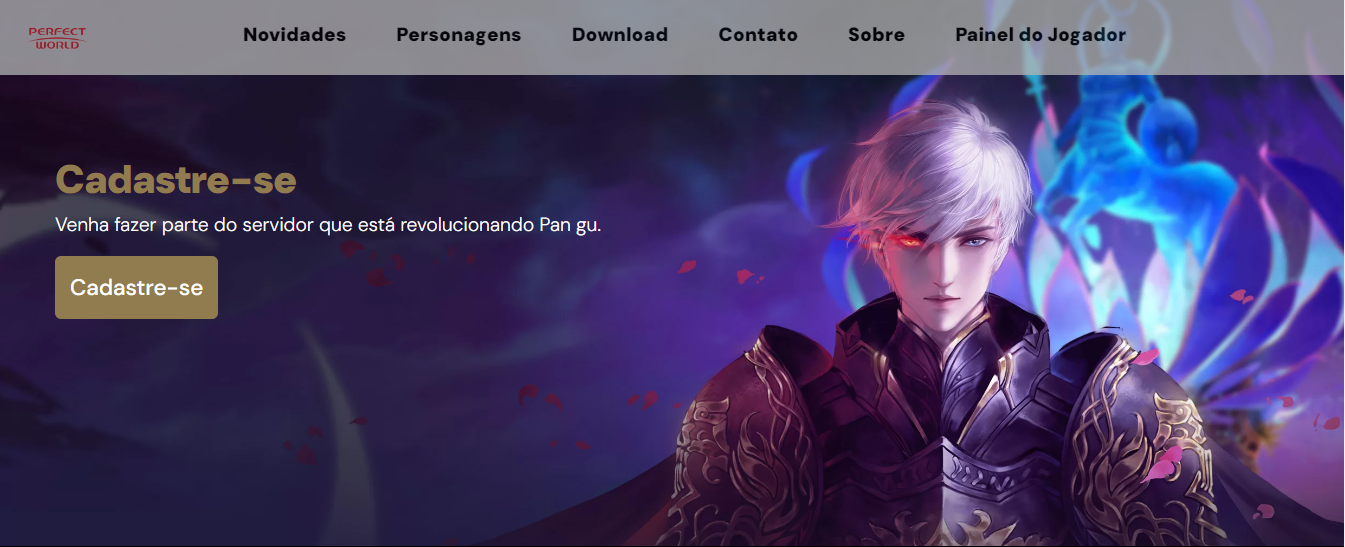 PERFECT
WORLD
Novidades Personagens Download Contato Sobre Painel do Jogador
Cadastre-se
Venha fazer parte do servidor que está revolucionando Pan gu.
Cadastre-se